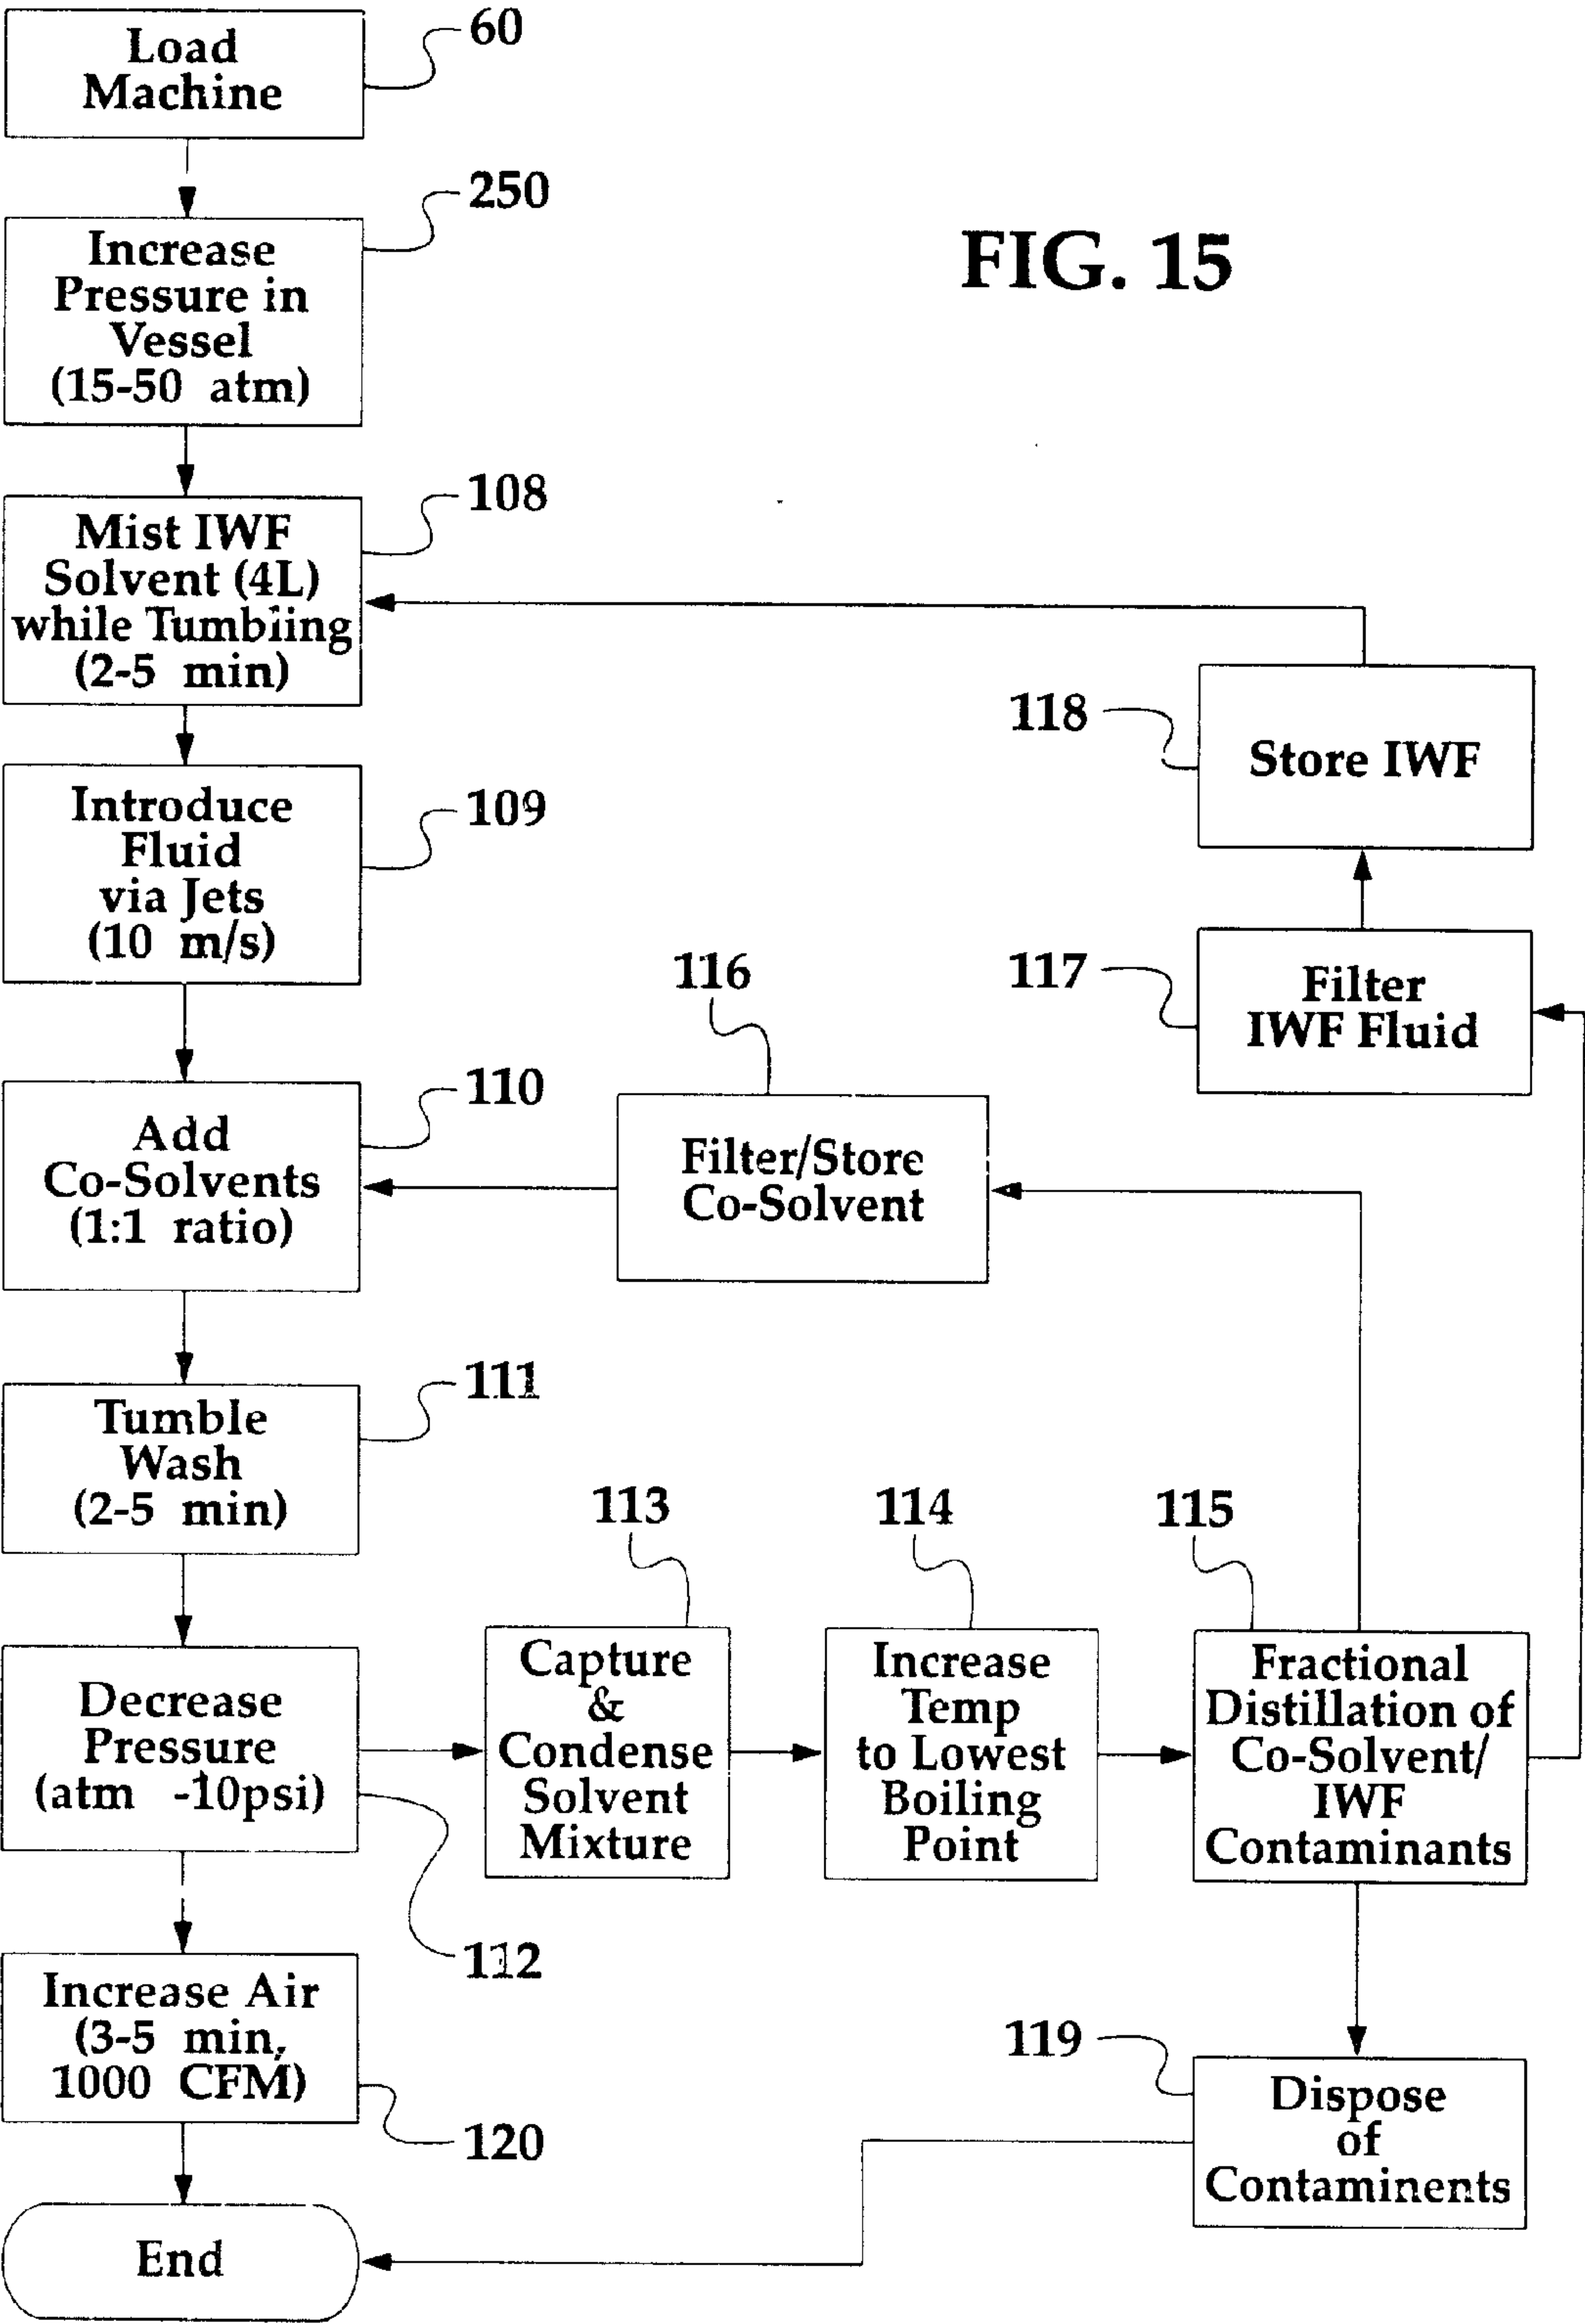 Load
Machine
60
250
Increase
Pressure in
Vessel
(15-50 atm)
FIG. 15
108
Mist IWF
Solvent (4L)
while Tumbling
(2-5 min)
118
Store IWF
109
Introduce
Fluid
via Jets
(10 m/s)
116
117
Filter
IWF Fluid
110
Add
Co-Solvents
(1:1 ratio)
Filter/Store
Co-Solvent
111
Tumble
Wash
(2-5 min)
113
114
115
Decrease
Pressure
(atm -10psi)
Capture
&
Condense
Solvent
Mixture
Increase
Temp
to Lowest
Boiling
Point
Fractional
Distillation of
Co-Solvent/
IWF
Contaminants
112
Increase Air
(3-5 min,
1000 CFM)
120
119
Dispose
of
Contaminents
End